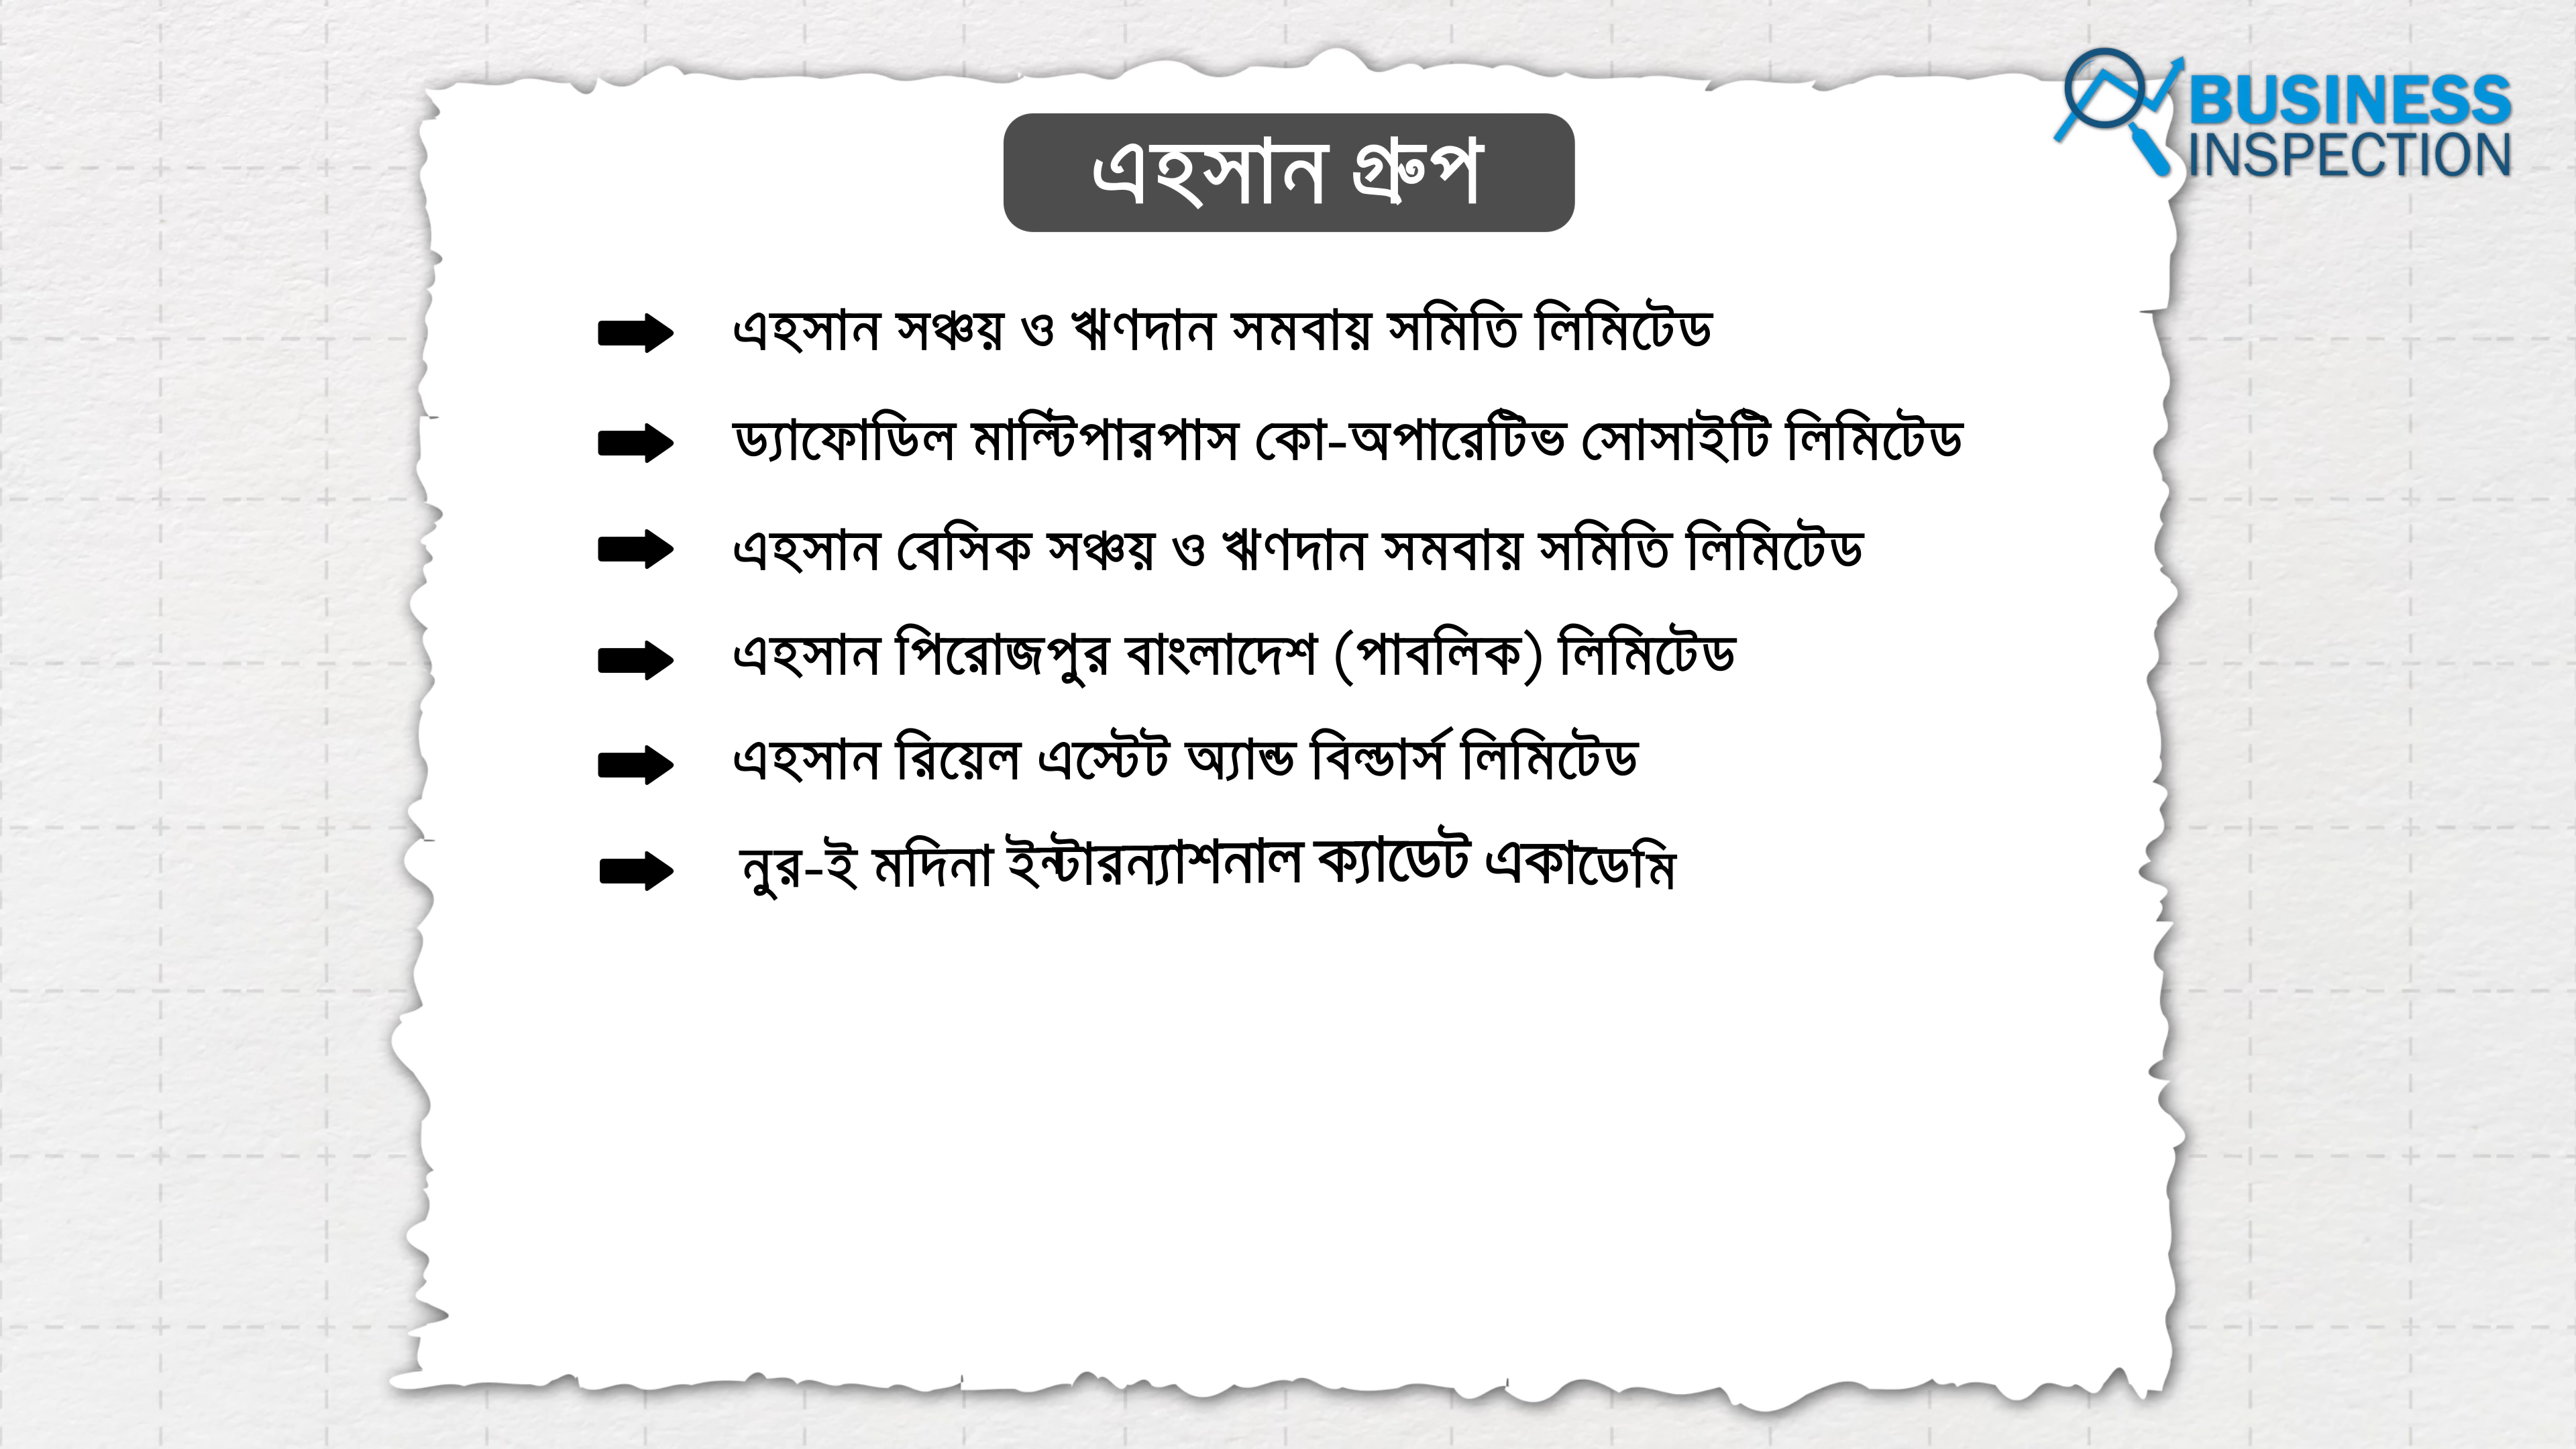 BUSINESS
INSPECTION
এহসান গ্রুপ
এহসান সঞ্চয় ও ঋণদান সমবায় সমিতি লিমিটেড
ড্যাফোডিল মাল্টিপারপাস কো-অপারেটিভ সোসাইটি লিমিটেড
এহসান বেসিক সঞ্চয় ও ঋণদান সমবায় সমিতি লিমিটেড
এহসান পিরোজপুর বাংলাদেশ (পাবলিক) লিমিটেড
এহসান রিয়েল এস্টেট অ্যান্ড বিল্ডার্স লিমিটেড
নুর-ই মদিনা ইন্টারন্যাশনাল ক্যাডেট একাডেমি